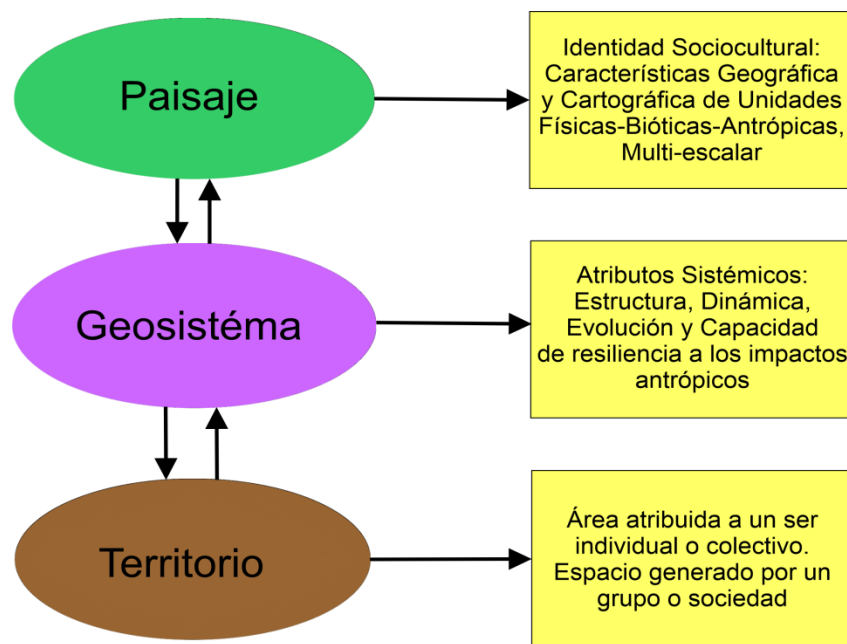 Paisaje
Identidad Sociocultural:
Características Geográfica
y Cartográfica de Unidades
Físicas-Bióticas-Antrópicas,
Multi-escalar
Geosistéma
Atributos Sistémicos:
Estructura, Dinámica,
Evolución y Capacidad
de resiliencia a los impactos
antrópicos
Territorio
Área atribuida a un ser
individual o colectivo.
Espacio generado por un
grupo o sociedad